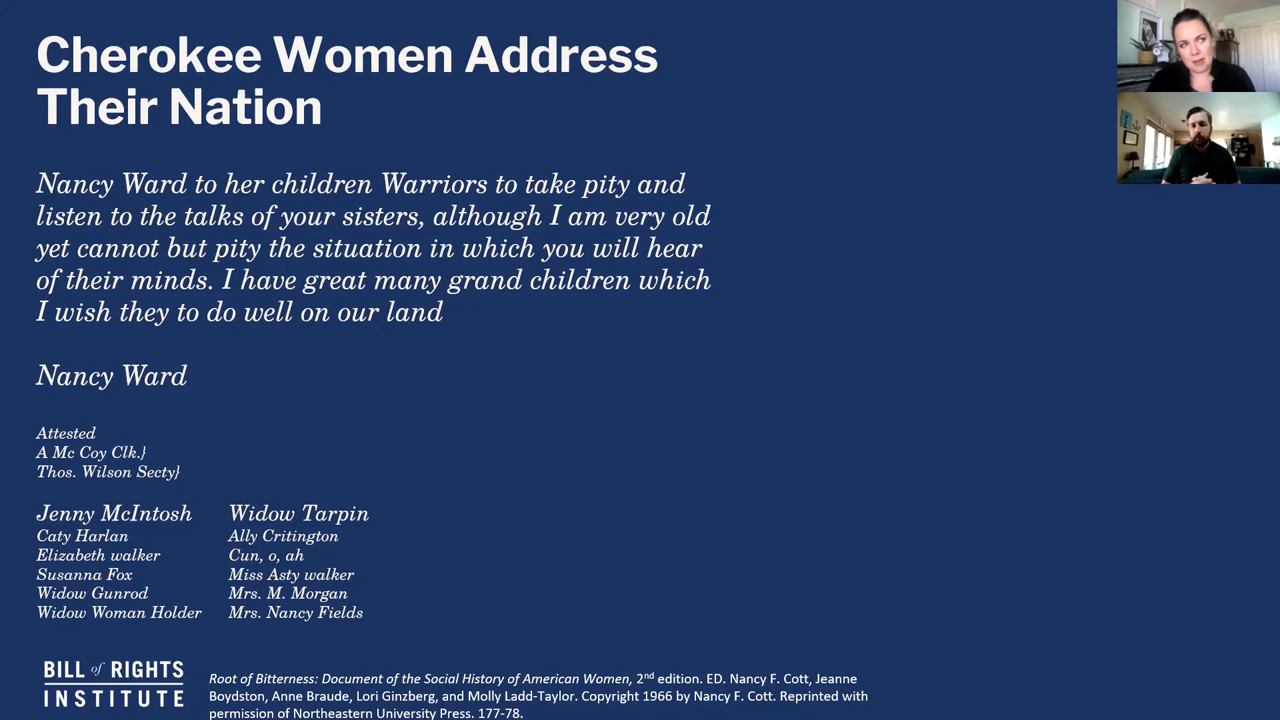 Cherokee Women Address
Their Nation
Nancy Ward to her children Warriors to take pity and
listen to the talks of your sisters, although I am very old
yet cannot but pity the situation in which you will hear
of their minds. I have great many grand children which
I wish they to do well on our land
Nancy Ward
Attested
A Mc Coy Clk.}
Thos. Wilson Secty}
Jenny McIntosh
Caty Harlan
Elizabeth walker
Susanna Fox
Widow Gunrod
Widow Woman Holder
Widow Tarpin
Ally Critington
Cun, o, ah
Miss Asty walker
Mrs. M. Morgan
Mrs. Nancy Fields
BILL of RIGHTS
INSTITUTE
Root of Bitterness: Document of the Social History of American Women, 2nd edition. ED. Nancy F. Cott, Jeanne
Boydston, Anne Braude, Lori Ginzberg, and Molly Ladd-Taylor. Copyright 1966 by Nancy F. Cott. Reprinted with
permission of Northeastern University Press. 177-78.